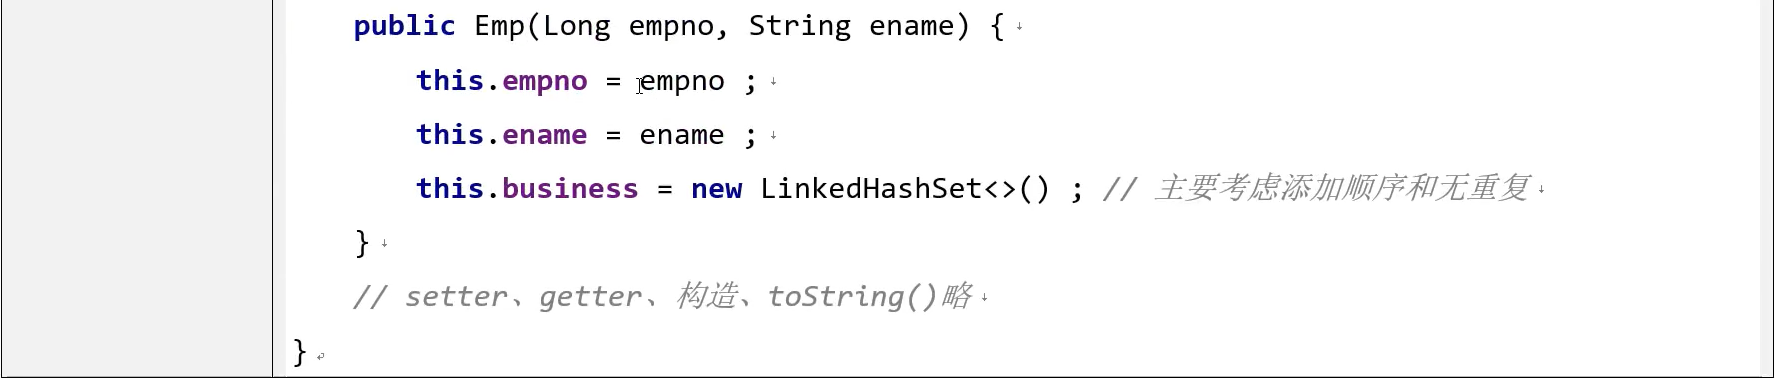 public Emp(Long empno, String ename) {
this.empno = empno ;
this.ename = ename ;
this.business = new LinkedHashSet<>() ; // 主要考虑添加顺序和无重复
}
// setter、getter、构造、toString()略
}